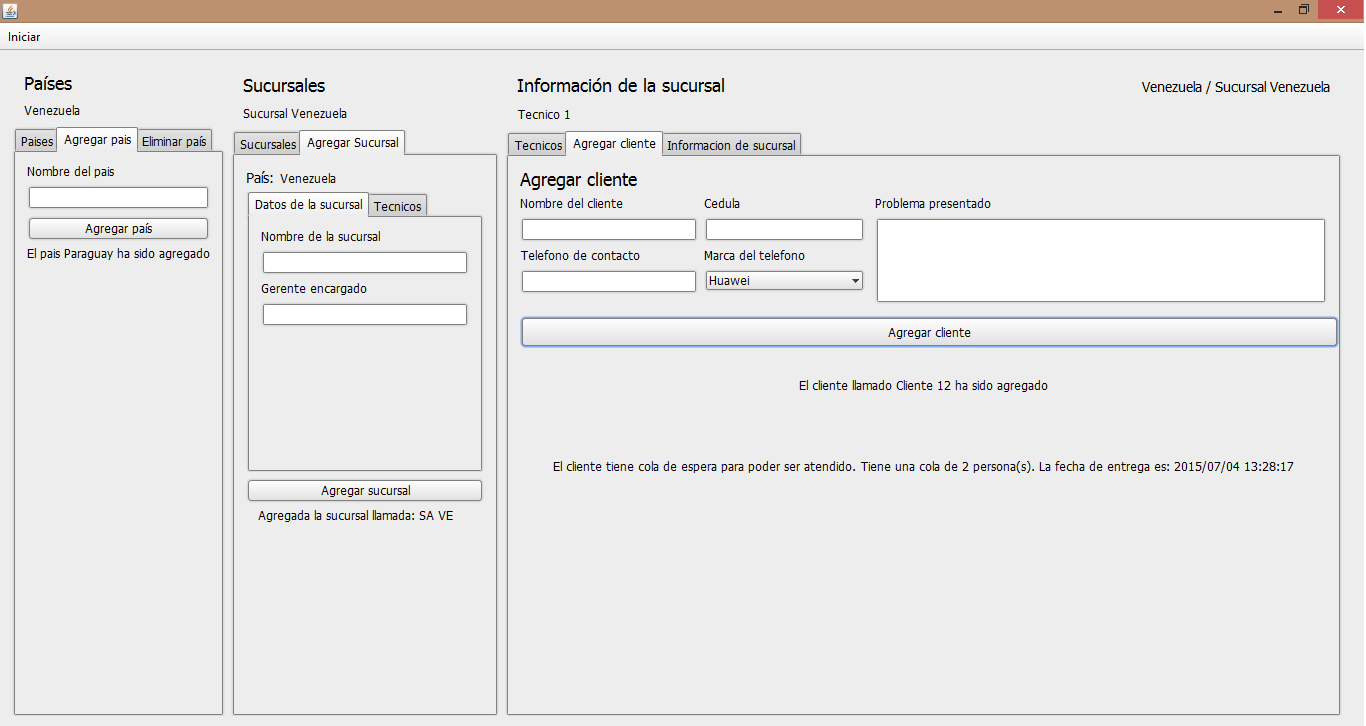 Iniciar
Países
Venezuela
Paises
Agregar pais
Eliminar país
Nombre del pais
Agregar país
El pais Paraguay ha sido agregado
Sucursales
Sucursal Venezuela
Sucursales
Agregar Sucursal
País: Venezuela
Datos de la sucursal
Tecnicos
Nombre de la sucursal
Gerente encargado
Agregar sucursal
Agregada la sucursal llamada: SA VE
Información de la sucursal
Venezuela / Sucursal Venezuela
Tecnico 1
Tecnicos
Agregar cliente
Informacion de sucursal
Agregar cliente
Nombre del cliente
Cedula
Problema presentado
Telefono de contacto
Marca del telefono
Huawei
Agregar cliente
El cliente llamado Cliente 12 ha sido agregado
El cliente tiene cola de espera para poder ser atendido. Tiene una cola de 2 persona(s). La fecha de entrega es: 2015/07/04 13:28:17